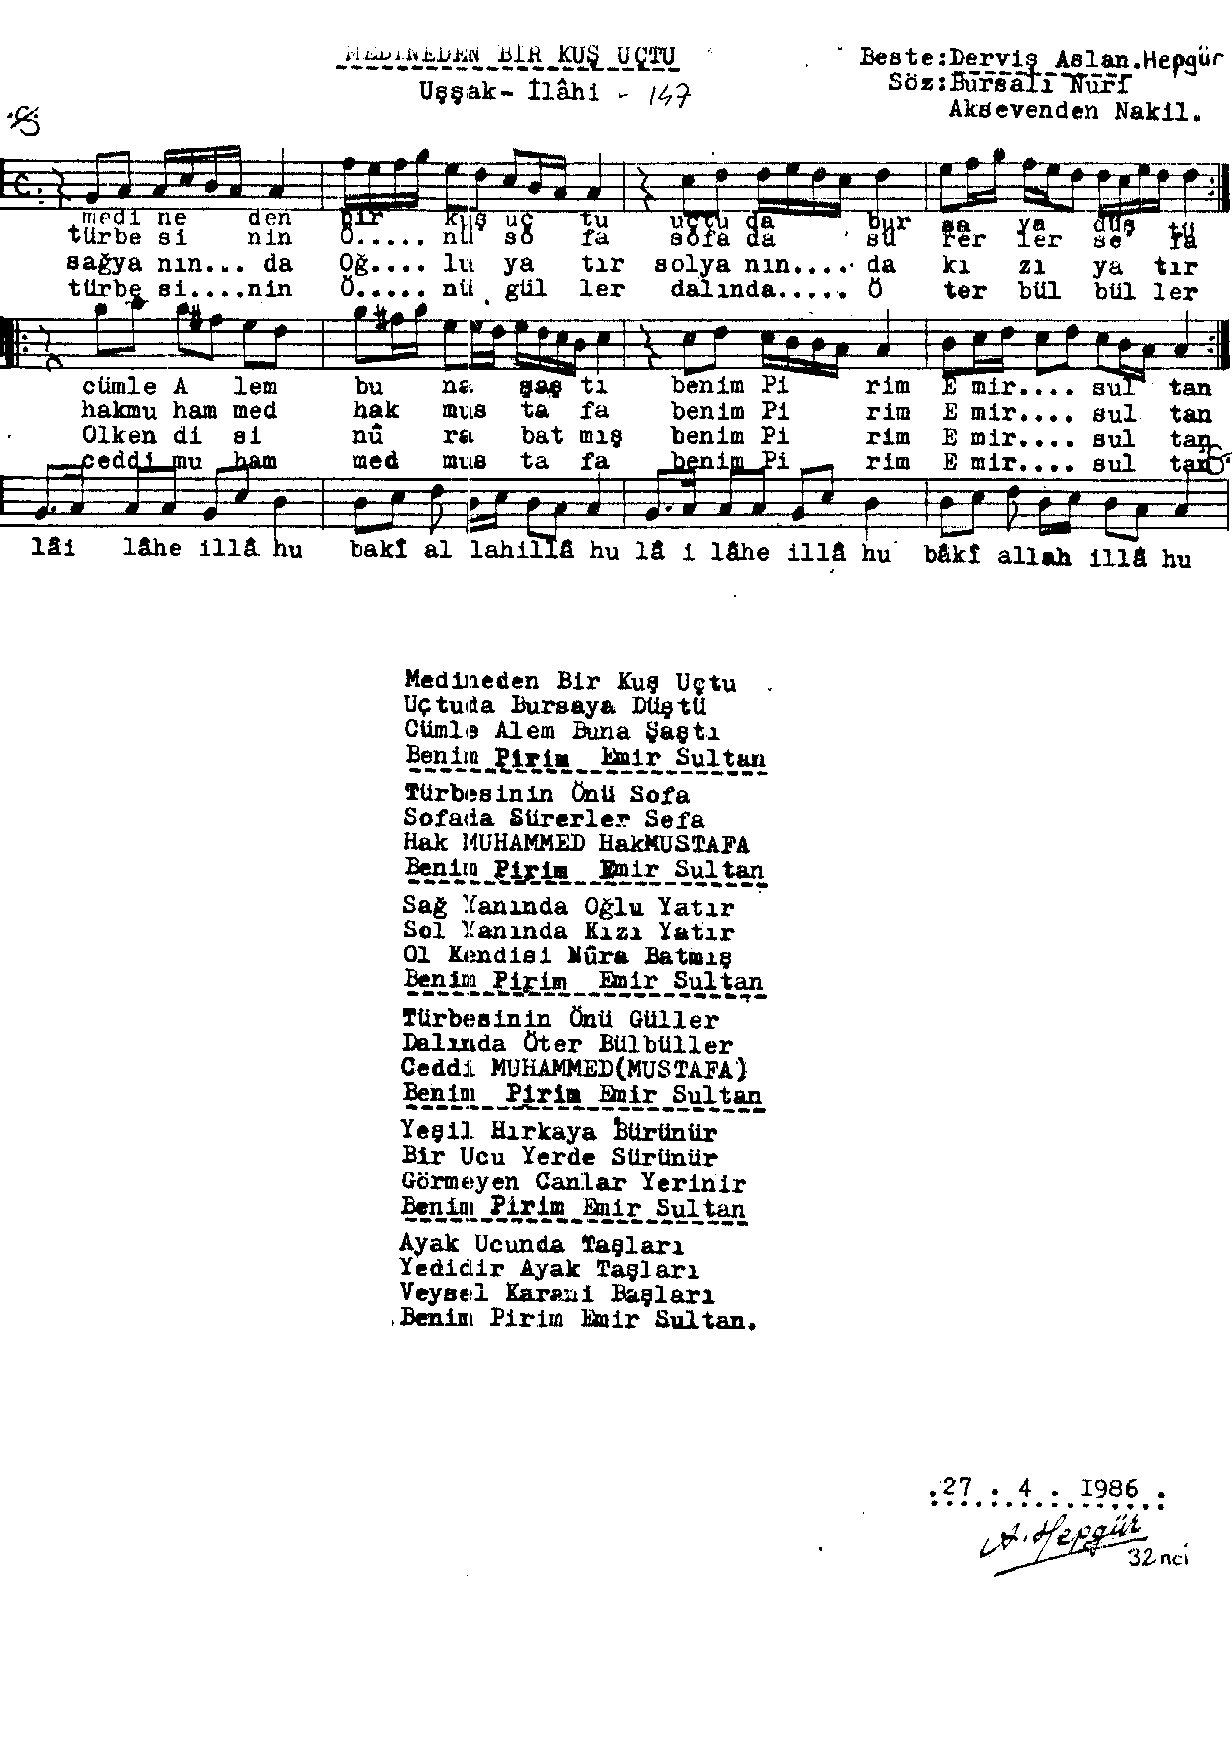 MEDİNEDEN BİR KUŞ UÇTU
Uşşak- İlâhi - 147
Beste:Derviş Aslan.Hepgür
Söz:Bursalı Nuri
Aksevenden Nakil.
medi ne den bir kuş uç tu uçtu da bur sa ya düş tü
türbe si nin Ö..... nü so fa sofa da sü rer ler se fa
sağya nın... da Oğ.... lu ya tır solya nın..... da kı zı ya tır
türbe si....nin Ö..... nü gül ler dalında..... Ö ter bül bül ler
cümle A lem bu na şaş tı benim Pi rim E mir.... sul tan
hakmu ham med hak mus ta fa benim Pi rim E mir.... sul tan
Olken di si nû ra bat mış benim Pi rim E mir.... sul tan
ceddi mu ham med mus ta fa benim Pi rim E mir.... sul tan
lâi lâhe illâ hu bakî al lahillâ hu lâ i lâhe illâ hu bâkî allah illâ hu
Medineden Bir Kuş Uçtu
Uçtuda Bursaya Düştü
Cümle Alem Buna Şaştı
Benim Pirim Emir Sultan
Türbesinin Önü Sofa
Sofada Sürerler Sefa
Hak MUHAMMED HakMUSTAFA
Benim Pirim Emir Sultan
Sağ Yanında Oğlu Yatır
Sol Yanında Kızı Yatır
Ol Kendisi Nûra Batmış
Benim Pirim Emir Sultan
Türbesinin Önü Güller
Dalında Öter Bülbüller
Ceddi MUHAMMED(MUSTAFA)
Benim Pirim Emir Sultan
Yeşil Hırkaya Bürünür
Bir Ucu Yerde Sürünür
Görmeyen Canlar Yerinir
Benim Pirim Emir Sultan
Ayak Ucunda Taşları
Yedidir Ayak Taşları
Veysel Karani Başları
Benim Pirim Emir Sultan.
.27 . 4 . I986 .
A. Hepgür
32 nci